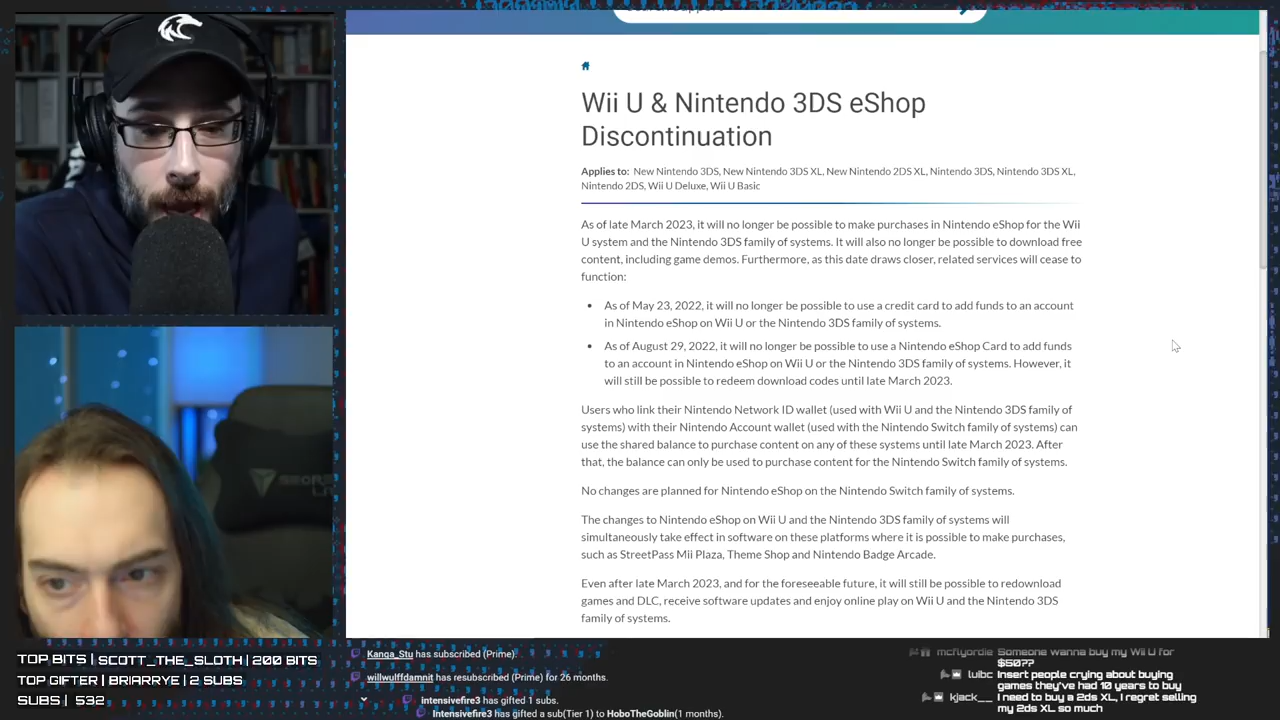 Wii U & Nintendo 3DS eShop
Discontinuation
Applies to: New Nintendo 3DS, New Nintendo 3DS XL, New Nintendo 2DS XL, Nintendo 3DS, Nintendo 3DS XL,
Nintendo 2DS, Wii U Deluxe, Wii U Basic
As of late March 2023, it will no longer be possible to make purchases in Nintendo eShop for the Wii
U system and the Nintendo 3DS family of systems. It will also no longer be possible to download free
content, including game demos. Furthermore, as this date draws closer, related services will cease to
function:
• As of May 23, 2022, it will no longer be possible to use a credit card to add funds to an account
in Nintendo eShop on Wii U or the Nintendo 3DS family of systems.
• As of August 29, 2022, it will no longer be possible to use a Nintendo eShop Card to add funds
to an account in Nintendo eShop on Wii U or the Nintendo 3DS family of systems. However, it
will still be possible to redeem download codes until late March 2023.
Users who link their Nintendo Network ID wallet (used with Wii U and the Nintendo 3DS family of
systems) with their Nintendo Account wallet (used with the Nintendo Switch family of systems) can
use the shared balance to purchase content on any of these systems until late March 2023. After
that, the balance can only be used to purchase content for the Nintendo Switch family of systems.
No changes are planned for Nintendo eShop on the Nintendo Switch family of systems.
The changes to Nintendo eShop on Wii U and the Nintendo 3DS family of systems will
simultaneously take effect in software on these platforms where it is possible to make purchases,
such as StreetPass Mii Plaza, Theme Shop and Nintendo Badge Arcade.
Even after late March 2023, and for the foreseeable future, it will still be possible to redownload
games and DLC, receive software updates and enjoy online play on Wii U and the Nintendo 3DS
family of systems.
TOP BITS | SCOTT_THE_SLOTH | 200 BITS
TOP GIFTER | BRIARRYE | 2 SUBS
SUBS | 532
Kanga_Stu has subscribed (Prime).
willwulffdamnit has resubscribed (Prime) for 26 months.
intensivefire3 has gifted 1 subs.
Intensivefire3 has gifted a sub(Tier 1) to HoboTheGoblin(1 months).
mcflyordie Someone wanna buy my Wii U for
$50??
luibc Insert people crying about buying
games they've had 10 years to buy
kjack__ I need to buy a 2ds XL, I regret selling
my 2ds XL so much